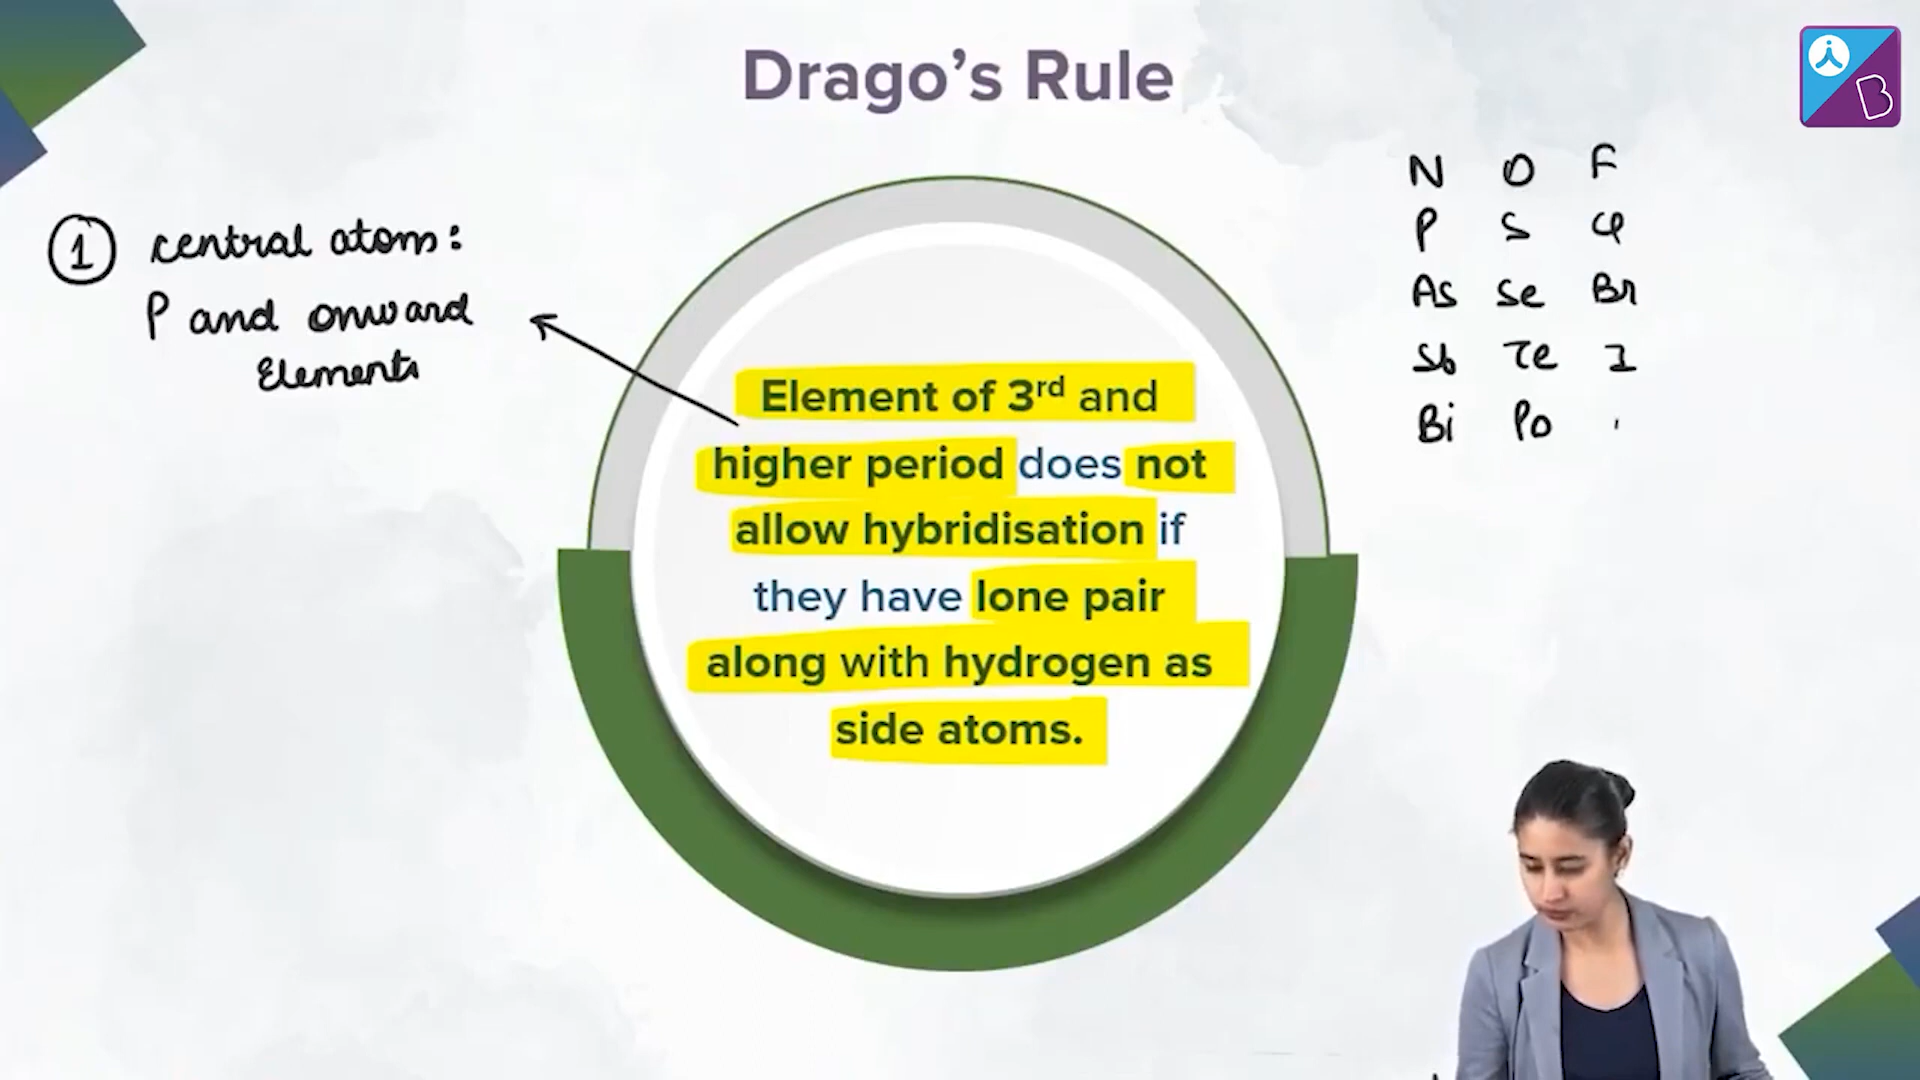 Drago’s Rule
1 central atom:
P and onward
Elements
Element of 3rd and
higher period does not
allow hybridisation if
they have lone pair
along with hydrogen as
side atoms.
N O F
P S Cl
As Se Br
Sb Te I
Bi Po
B